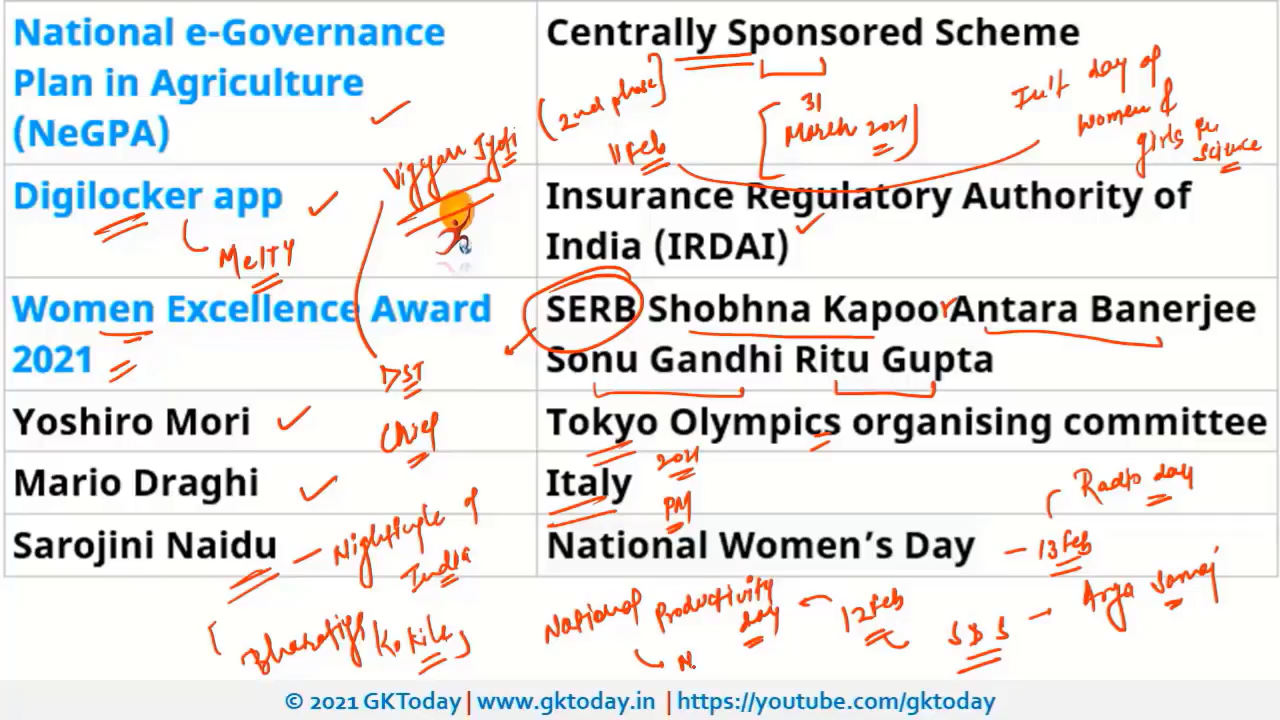 National e-Governance
Plan in Agriculture
(NeGPA)
Centrally Sponsored Scheme
(2nd phase]
11 Feb
[31 March 2021]
Int'l day of
women &
girls in
science
Vigyan Jyoti
Digilocker app
MeITY
Insurance Regulatory Authority of
India (IRDAI)
Women Excellence Award
2021
SERB Shobhna Kapoor Antara Banerjee
Sonu Gandhi Ritu Gupta
DST
Yoshiro Mori
Chief
Tokyo Olympics organising committee
2021
Mario Draghi
Italy
PM
Radio day
Sarojini Naidu
Nightingle of
India
National Women's Day
13 Feb
[Bharatiya Kokila]
National Productivity
day
12 Feb
SDS
Arya Samaj
N.
© 2021 GKToday | www.gktoday.in | https://youtube.com/gktoday